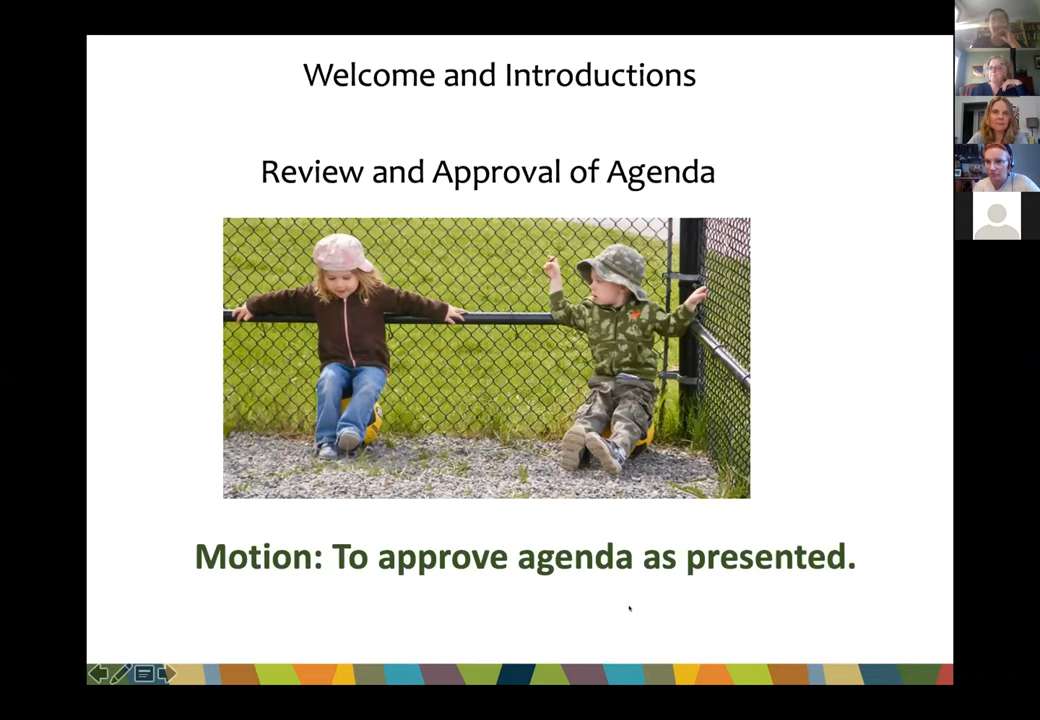 Welcome and Introductions
Review and Approval of Agenda
Motion: To approve agenda as presented.